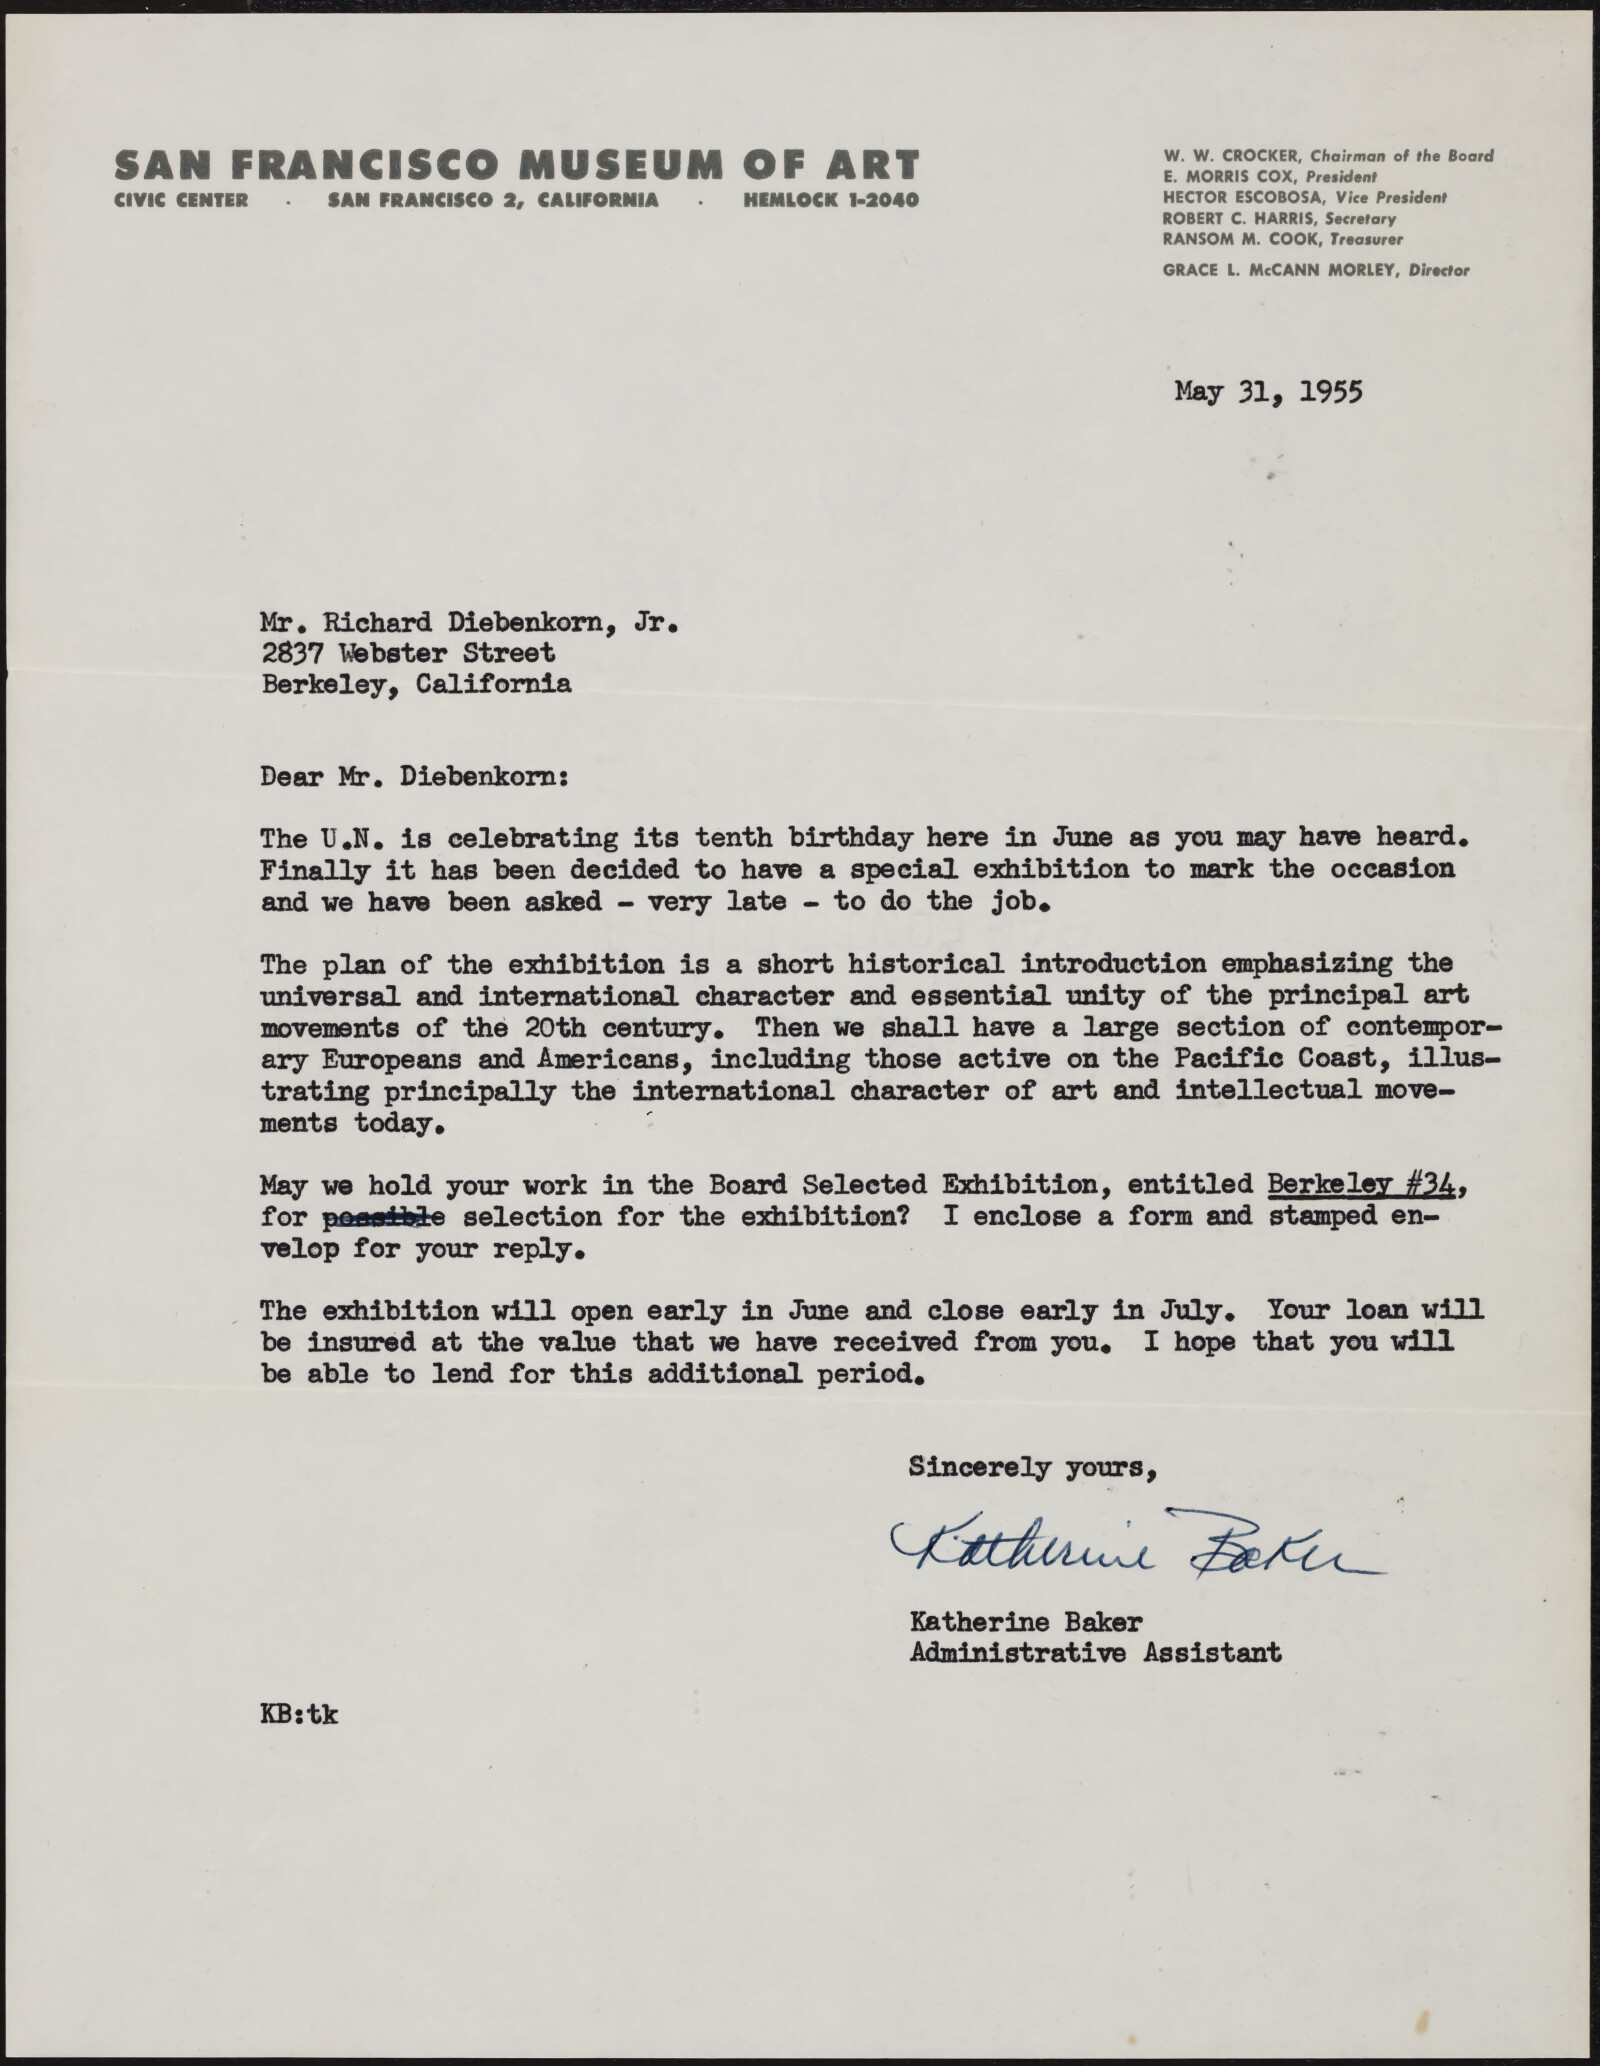 SAN FRANCISCO MUSEUM OF ART
CIVIC CENTER · SAN FRANCISCO 2, CALIFORNIA · HEMLOCK 1-2040
W. W. CROCKER, Chairman of the Board
E. MORRIS COX, President
HECTOR ESCOBOSA, Vice President
ROBERT C. HARRIS, Secretary
RANSOM M. COOK, Treasurer
GRACE L. McCANN MORLEY, Director
May 31, 1955
Mr. Richard Diebenkorn, Jr.
2837 Webster Street
Berkeley, California
Dear Mr. Diebenkorn:
The U.N. is celebrating its tenth birthday here in June as you may have heard.
Finally it has been decided to have a special exhibition to mark the occasion
and we have been asked - very late - to do the job.
The plan of the exhibition is a short historical introduction emphasizing the
universal and international character and essential unity of the principal art
movements of the 20th century. Then we shall have a large section of contempor-
ary Europeans and Americans, including those active on the Pacific Coast, illus-
trating principally the international character of art and intellectual move-
ments today.
May we hold your work in the Board Selected Exhibition, entitled Berkeley #34,
for possible selection for the exhibition? I enclose a form and stamped en-
velop for your reply.
The exhibition will open early in June and close early in July. Your loan will
be insured at the value that we have received from you. I hope that you will
be able to lend for this additional period.
Sincerely yours,
Katherine Baker
Katherine Baker
Administrative Assistant
KB:tk